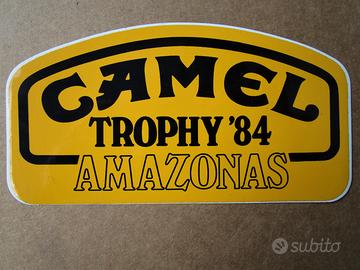 CAMEL
TROPHY '84
AMAZONAS
subito